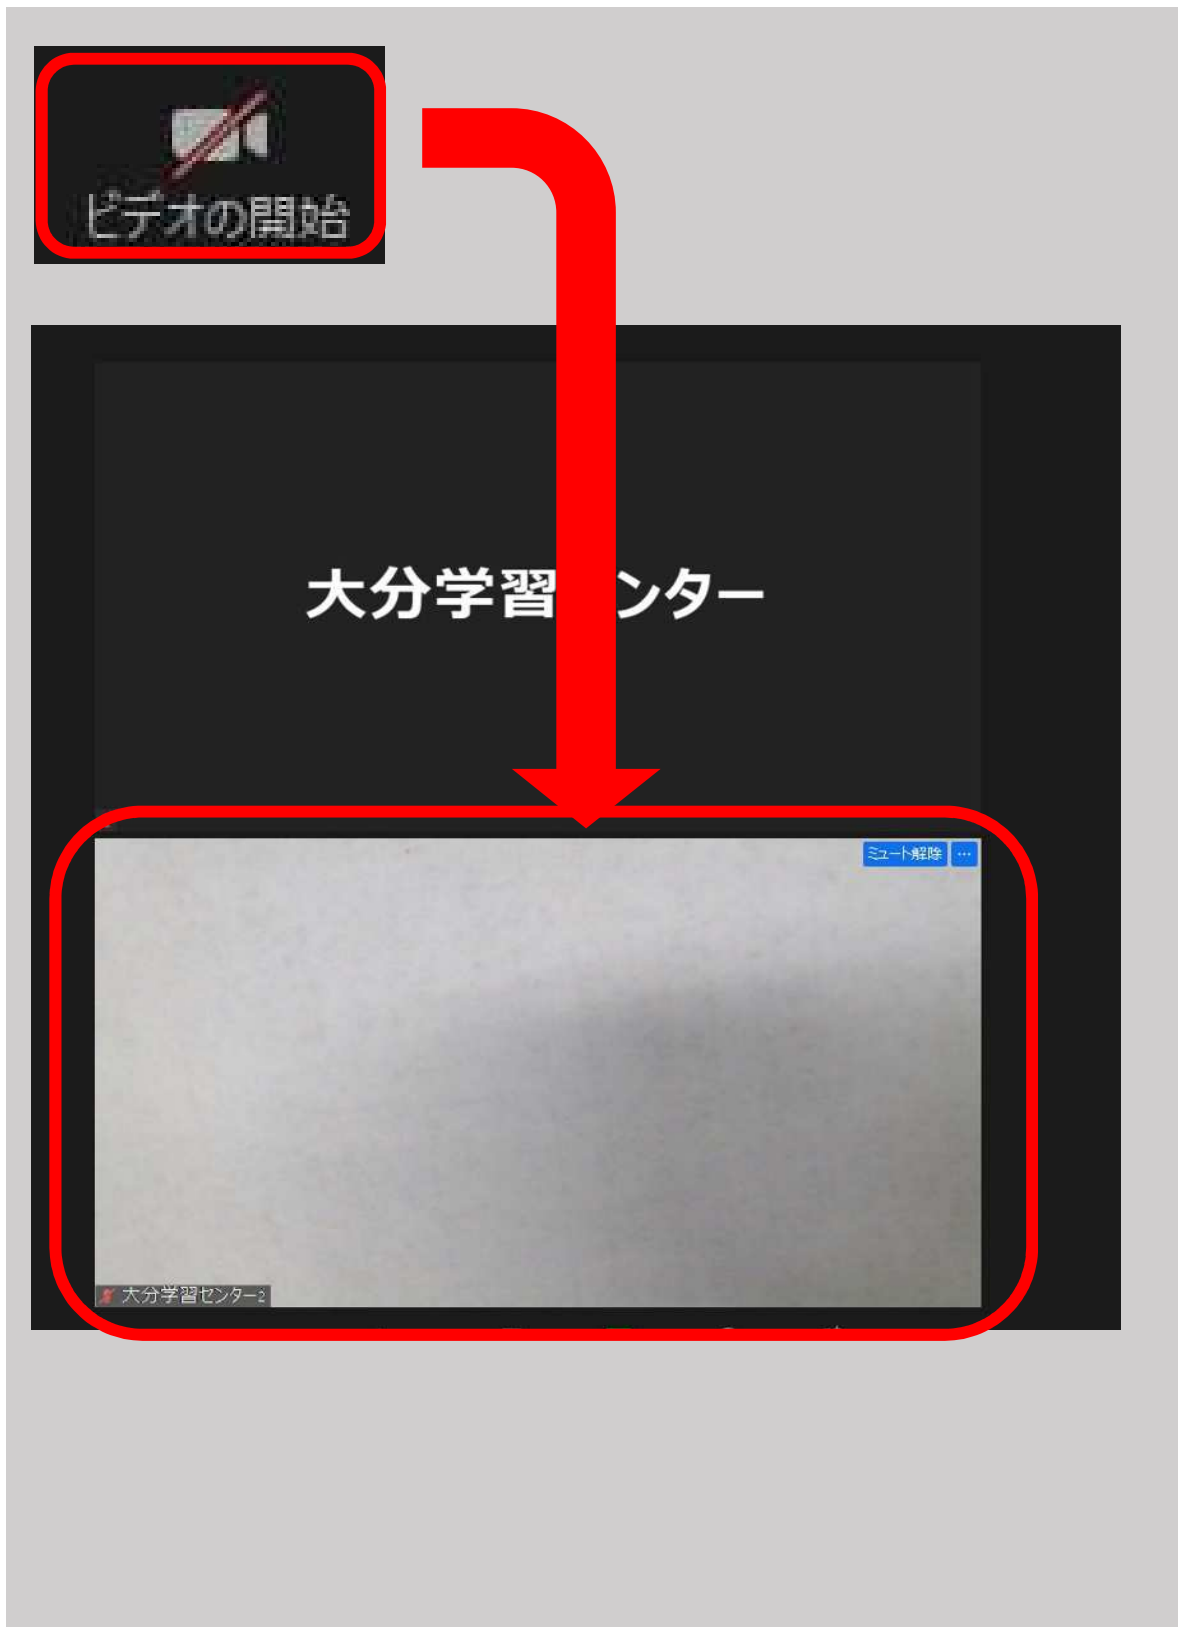 ビデオの開始
大分学習ンター
ミュート解除 …
大分学習センター2